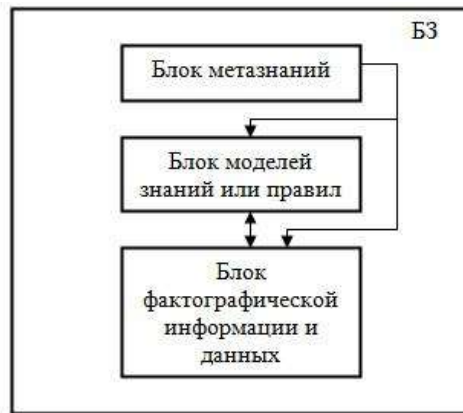 БЗ
Блок метазнаний
Блок моделей
знаний или правил
Блок
фактографической
информации и
данных